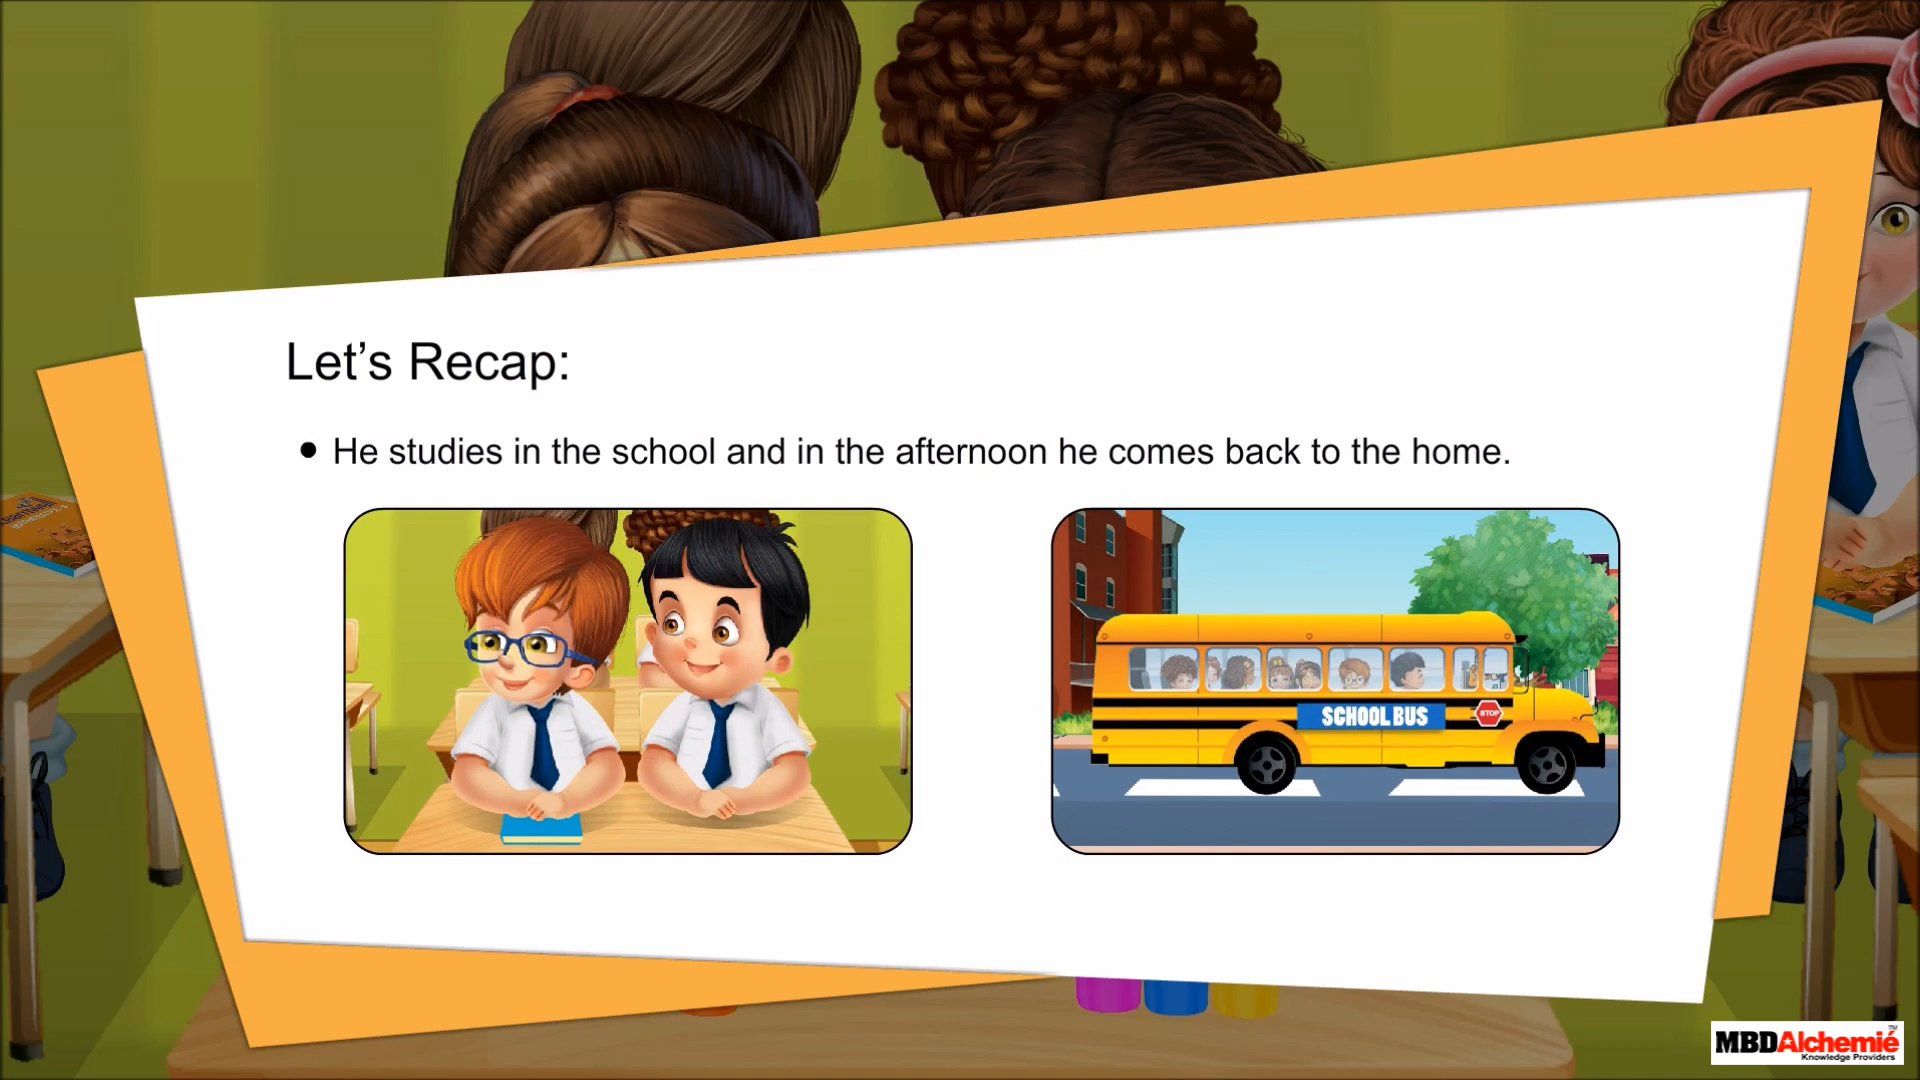 Let's Recap:
• He studies in the school and in the afternoon he comes back to the home.
SCHOOL BUS
STOP
MBDAlchemié™
Knowledge Providers